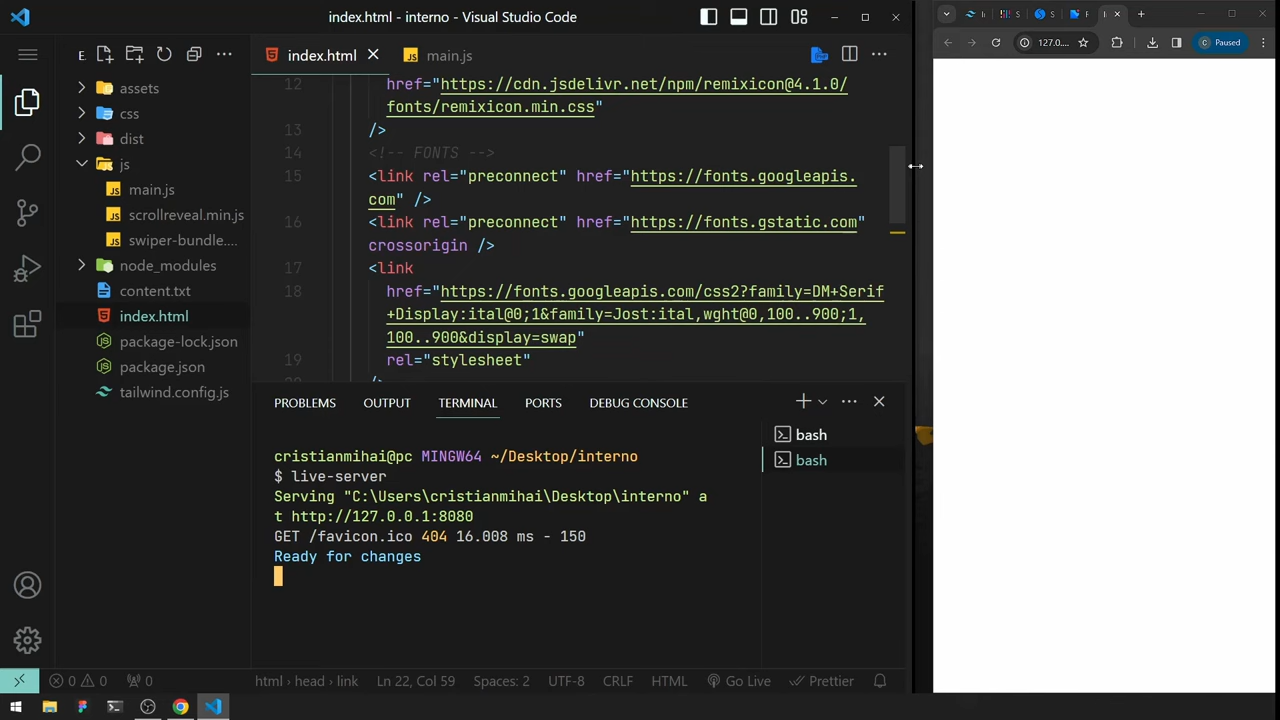 index.html - interno - Visual Studio Code
E
index.html
main.js
127.0....
Paused
assets
css
dist
js
main.js
scrollreveal.min.js
swiper-bundle....
node_modules
content.txt
index.html
package-lock.json
package.json
tailwind.config.js
12 href="https://cdn.jsdelivr.net/npm/remixicon@4.1.0/
fonts/remixicon.min.css"
13 />
14 <!-- FONTS -->
15 <link rel="preconnect" href="https://fonts.googleapis.
com" />
16 <link rel="preconnect" href="https://fonts.gstatic.com"
crossorigin />
17 <link
18 href="https://fonts.googleapis.com/css2?family=DM+Serif
+Display:ital@0;1&family=Jost:ital,wght@0,100..900;1,
100..900&display=swap"
19 rel="stylesheet"
/>
PROBLEMS OUTPUT TERMINAL PORTS DEBUG CONSOLE
bash
bash
cristianmihai@pc MINGW64 ~/Desktop/interno
$ live-server
Serving "C:\Users\cristianmihai\Desktop\interno" a
t http://127.0.0.1:8080
GET /favicon.ico 404 16.008 ms - 150
Ready for changes
0 0 0 html › head › link Ln 22, Col 59 Spaces: 2 UTF-8 CRLF HTML Go Live Prettier